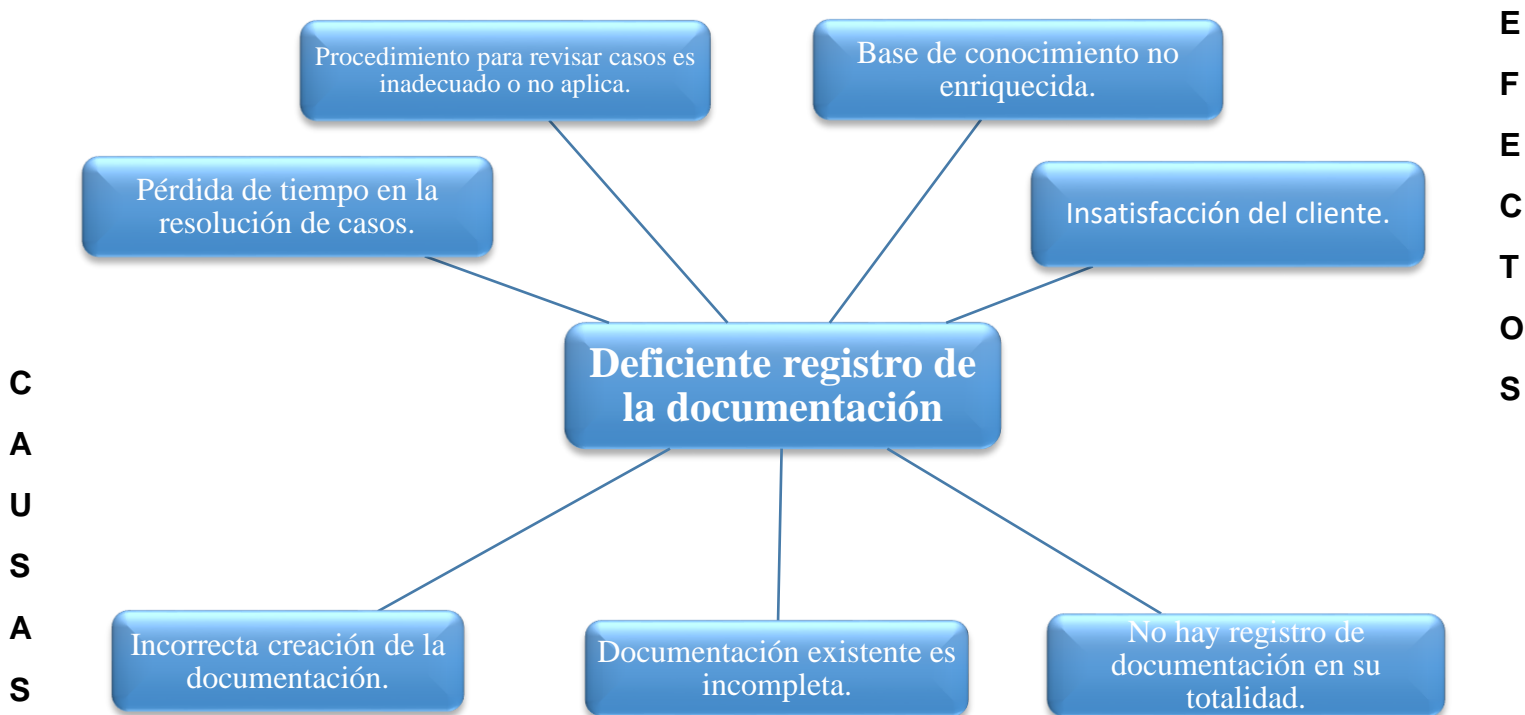 Procedimiento para revisar casos es
inadecuado o no aplica.
Base de conocimiento no
enriquecida.
Pérdida de tiempo en la
resolución de casos.
Insatisfacción del cliente.
E
F
E
C
T
O
S
Deficiente registro de
la documentación
C
A
U
S
A
S
Incorrecta creación de la
documentación.
Documentación existente es
incompleta.
No hay registro de
documentación en su
totalidad.